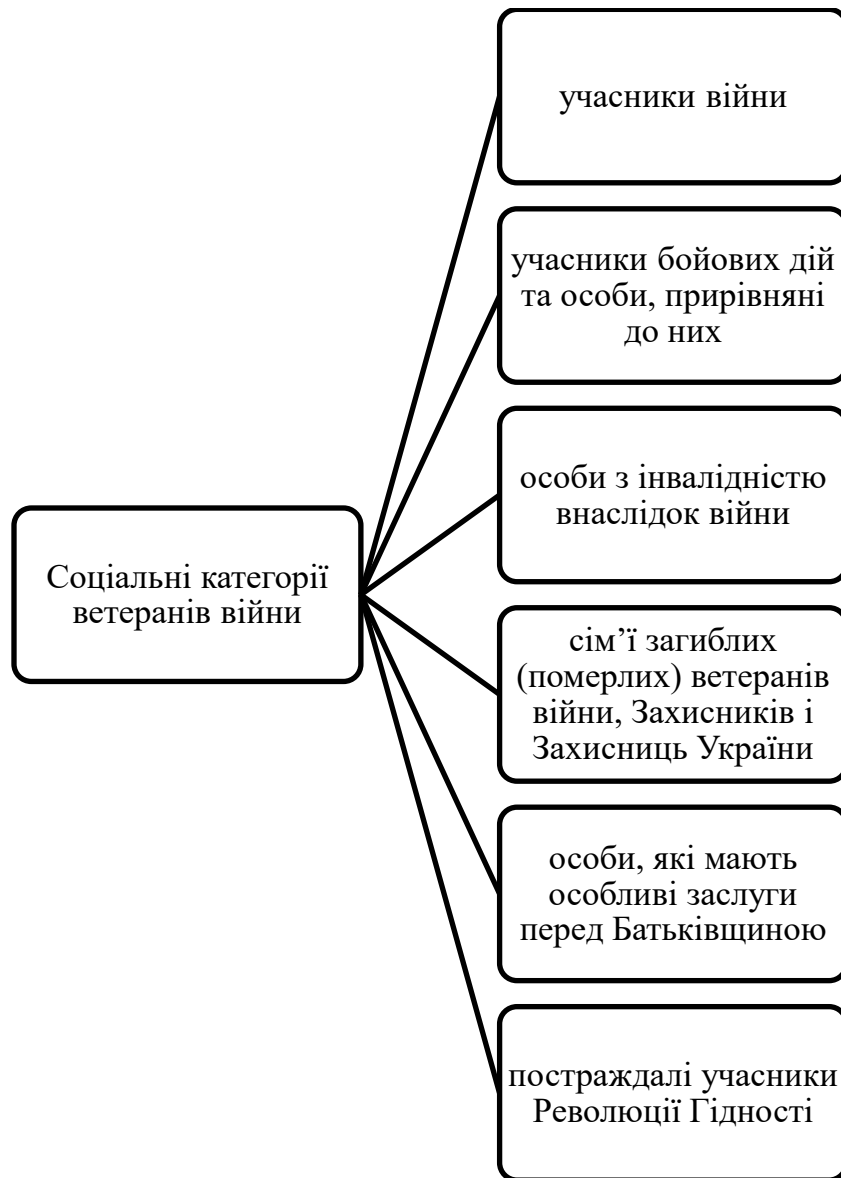 Соціальні категорії
ветеранів війни
учасники війни
учасники бойових дій
та особи, прирівняні
до них
особи з інвалідністю
внаслідок війни
сім’ї загиблих
(померлих) ветеранів
війни, Захисників і
Захисниць України
особи, які мають
особливі заслуги
перед Батьківщиною
постраждалі учасники
Революції Гідності